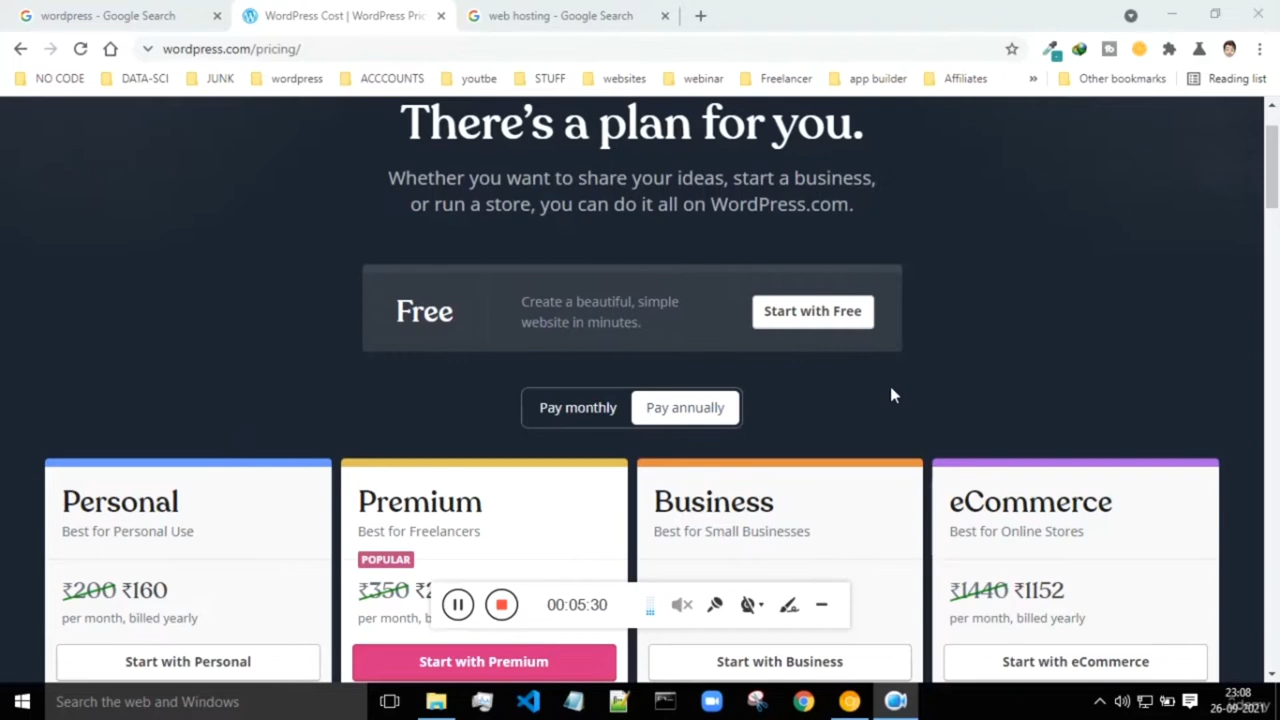 wordpress - Google Search
WordPress Cost | WordPress Pric
web hosting - Google Search
wordpress.com/pricing/
NO CODE
DATA-SCI
JUNK
wordpress
ACCCOUNTS
youtbe
STUFF
websites
webinar
Freelancer
app builder
Affiliates
»
Other bookmarks
Reading list
There's a plan for you.
Whether you want to share your ideas, start a business,
or run a store, you can do it all on WordPress.com.
Free
Create a beautiful, simple
website in minutes.
Start with Free
Pay monthly
Pay annually
Personal
Best for Personal Use
₹200 ₹160
per month, billed yearly
Start with Personal
Premium
Best for Freelancers
POPULAR
₹350 ₹2
per month, b
Start with Premium
Business
Best for Small Businesses
Start with Business
eCommerce
Best for Online Stores
₹1440 ₹1152
per month, billed yearly
Start with eCommerce
00:05:30
Search the web and Windows
23:08
26-09-2021